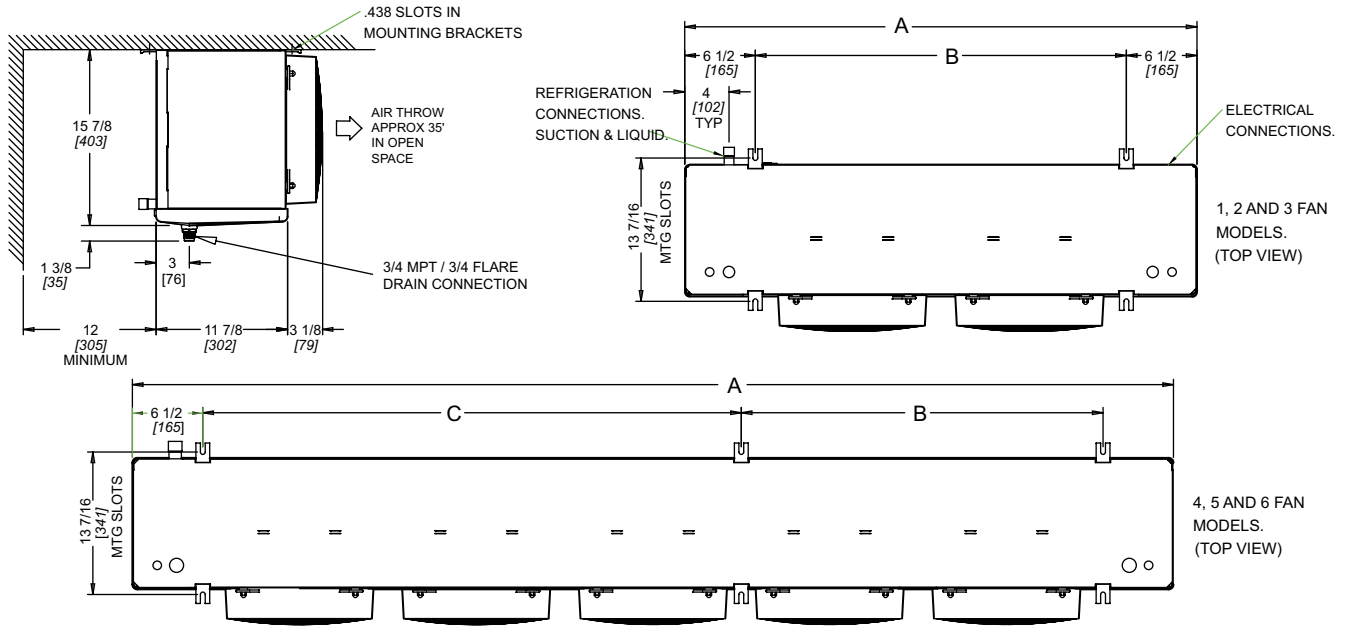 .438 SLOTS IN
MOUNTING BRACKETS
15 7/8
[403]
AIR THROW
APPROX 35'
IN OPEN
SPACE
1 3/8
[35]
3
[76]
3/4 MPT / 3/4 FLARE
DRAIN CONNECTION
12
[305]
MINIMUM
11 7/8
[302]
3 1/8
[79]
A
6 1/2
[165]
B
6 1/2
[165]
4
[102]
TYP
REFRIGERATION
CONNECTIONS.
SUCTION & LIQUID.
ELECTRICAL
CONNECTIONS.
13 7/16
[341]
MTG SLOTS
1, 2 AND 3 FAN
MODELS.
(TOP VIEW)
A
6 1/2
[165]
C
B
13 7/16
[341]
MTG SLOTS
4, 5 AND 6 FAN
MODELS.
(TOP VIEW)